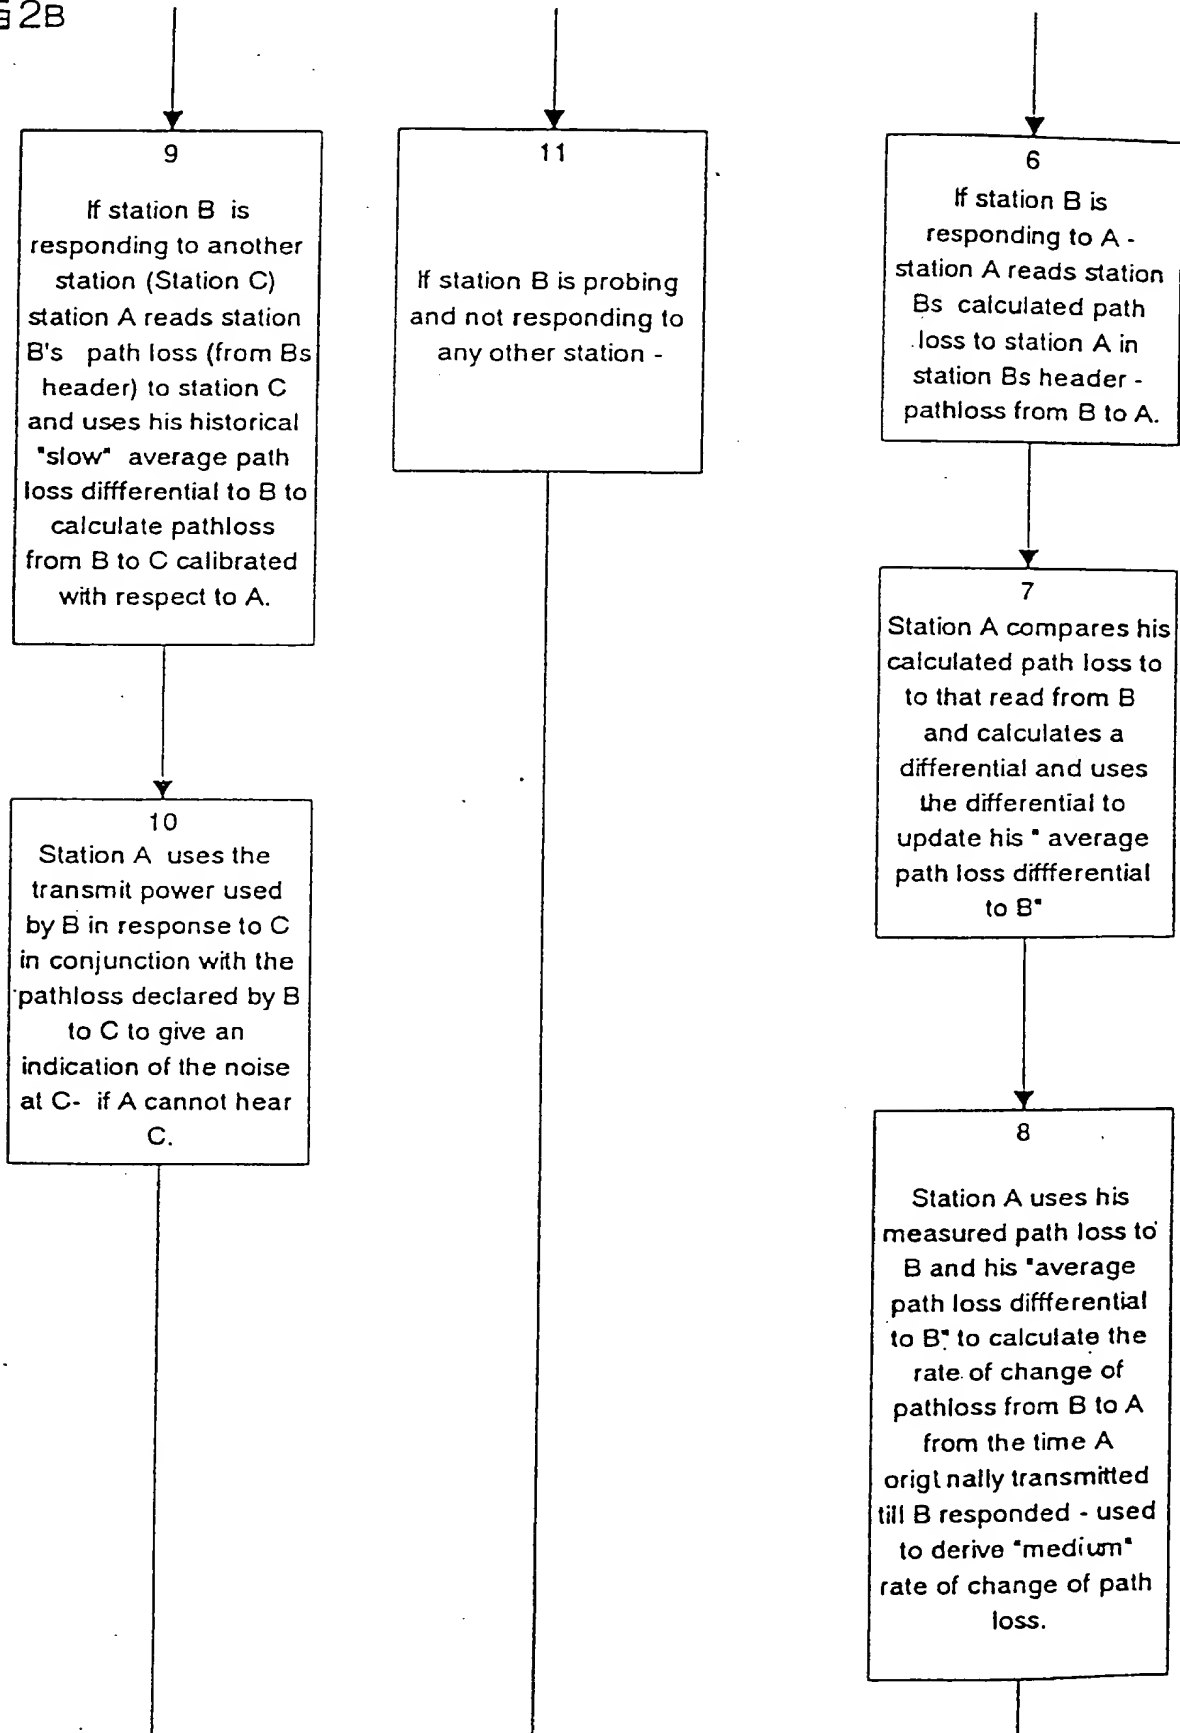 2B
9
If station B is
responding to another
station (Station C)
station A reads station
B's path loss (from Bs
header) to station C
and uses his historical
"slow" average path
loss diffferential to B to
calculate pathloss
from B to C calibrated
with respect to A.
10
Station A uses the
transmit power used
by B in response to C
in conjunction with the
pathloss declared by B
to C to give an
indication of the noise
at C- if A cannot hear
C.
11
If station B is probing
and not responding to
any other station -
6
If station B is
responding to A -
station A reads station
Bs calculated path
loss to station A in
station Bs header -
pathloss from B to A.
7
Station A compares his
calculated path loss to
to that read from B
and calculates a
differential and uses
the differential to
update his " average
path loss diffferential
to B"
8
Station A uses his
measured path loss to
B and his "average
path loss diffferential
to B" to calculate the
rate of change of
pathloss from B to A
from the time A
origt nally transmitted
till B responded - used
to derive "medium"
rate of change of path
loss.